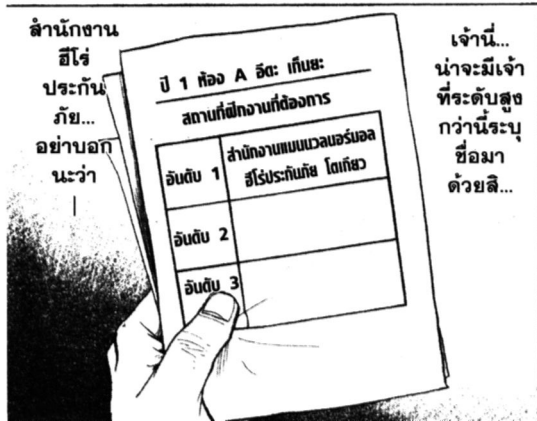 เจ้านี่...
น่าจะมีเจ้า
ที่ระดับสูง
กว่านี้ระบุ
ชื่อมา
ด้วยสิ...
ปี 1 ห้อง A อีดะ เท็นยะ
สถานที่ฝึกงานที่ต้องการ
อันดับ 1
สำนักงานแมนนวลนอร์มอล
ฮีโร่ประกันภัย โตเกียว
อันดับ 2
อันดับ 3
สำนักงาน
ฮีโร่
ประกัน
ภัย...
อย่าบอก
นะว่า
|